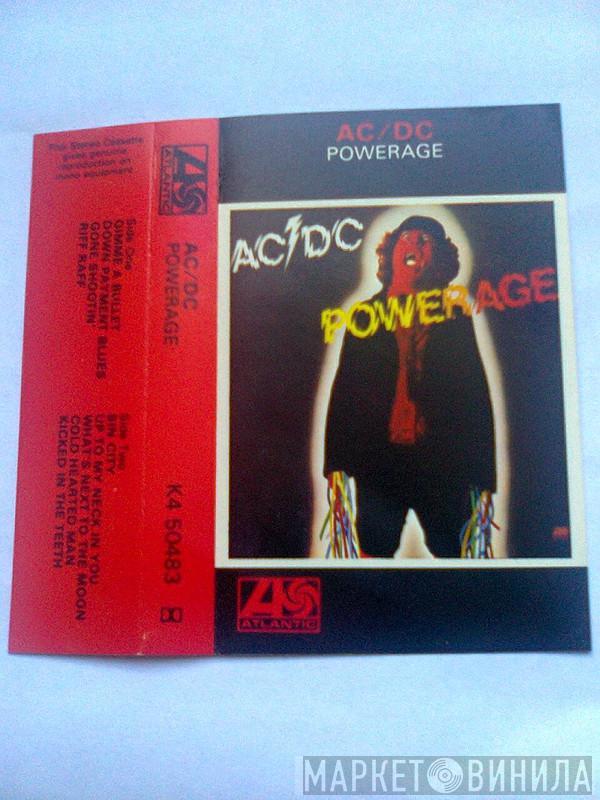 This Stereo Cassette
gives genuine
reproduction on
mono equipment
Side One
GIMME A BULLET
DOWN PAYMENT BLUES
GONE SHOOTIN'
RIFF RAFF
Side Two
SIN CITY
UP TO MY NECK IN YOU
WHAT'S NEXT TO THE MOON
COLD HEARTED MAN
KICKED IN THE TEETH
ATLANTIC
AC/DC
POWERAGE
K4 50483
AC/DC
POWERAGE
AC/DC
POWERAGE
ATLANTIC
МАРКЕТ ВИНИЛА